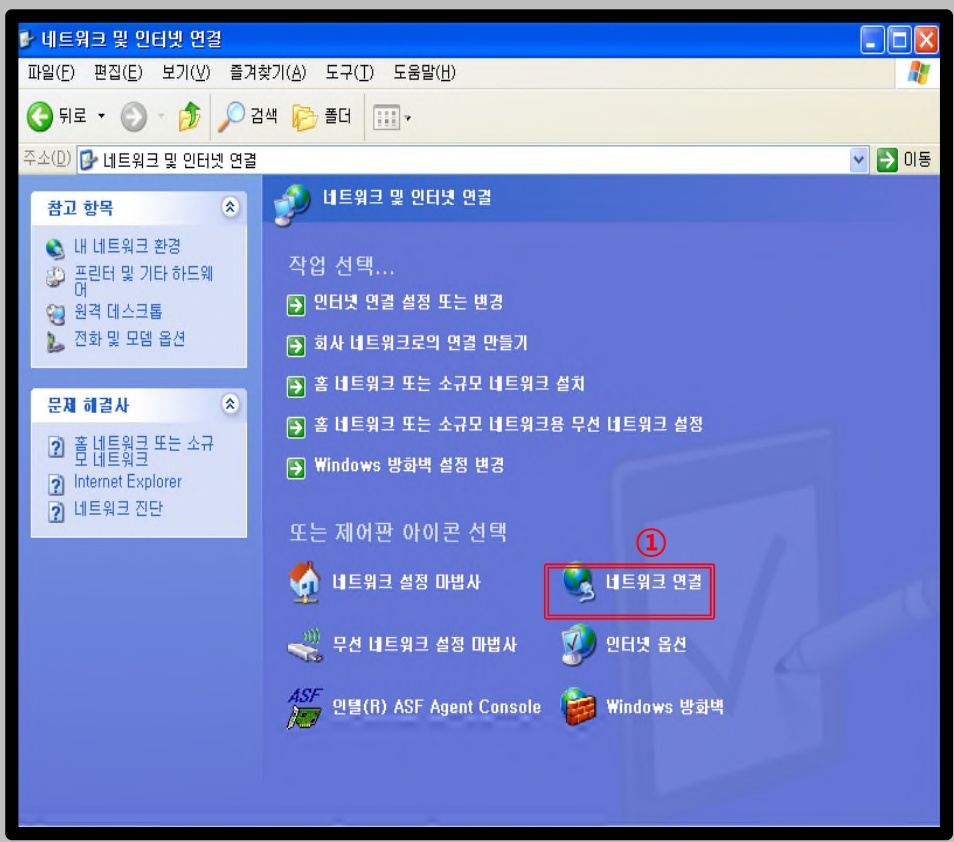 네트워크 및 인터넷 연결
파일(F) 편집(E) 보기(V) 즐겨찾기(A) 도구(T) 도움말(H)
뒤로 검색 폴더
주소(D) 네트워크 및 인터넷 연결 이동
참고 항목
내 네트워크 환경
프린터 및 기타 하드웨
어
원격 데스크톱
전화 및 모뎀 옵션
문제 해결사
홈 네트워크 또는 소규
모 네트워크
Internet Explorer
네트워크 진단
네트워크 및 인터넷 연결
작업 선택...
인터넷 연결 설정 또는 변경
회사 네트워크로의 연결 만들기
홈 네트워크 또는 소규모 네트워크 설치
홈 네트워크 또는 소규모 네트워크용 무선 네트워크 설정
Windows 방화벽 설정 변경
또는 제어판 아이콘 선택
①
네트워크 설정 마법사 네트워크 연결
무선 네트워크 설정 마법사 인터넷 옵션
ASF 인텔(R) ASF Agent Console Windows 방화벽